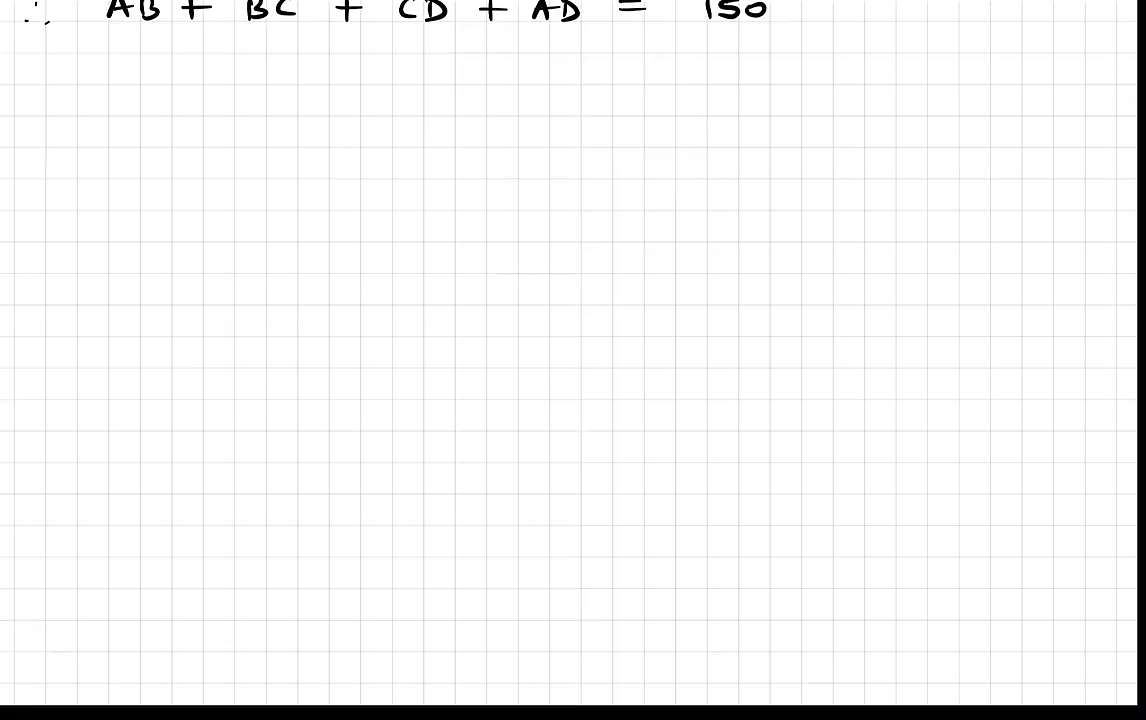 ∴ AB + BC + CD + AD = 150